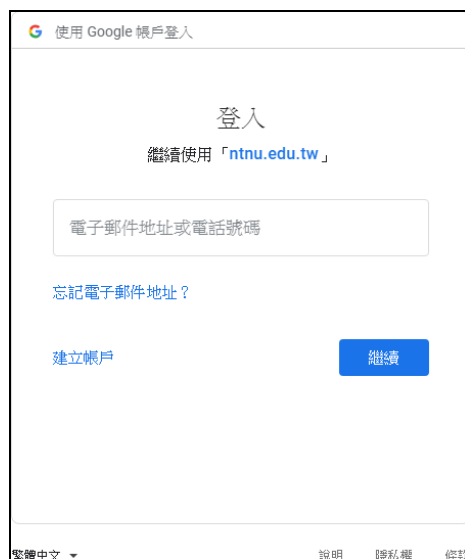 使用 Google 帳戶登入
登入
繼續使用「ntnu.edu.tw」
電子郵件地址或電話號碼
忘記電子郵件地址？
建立帳戶
繼續
繁體中文
說明 隱私權